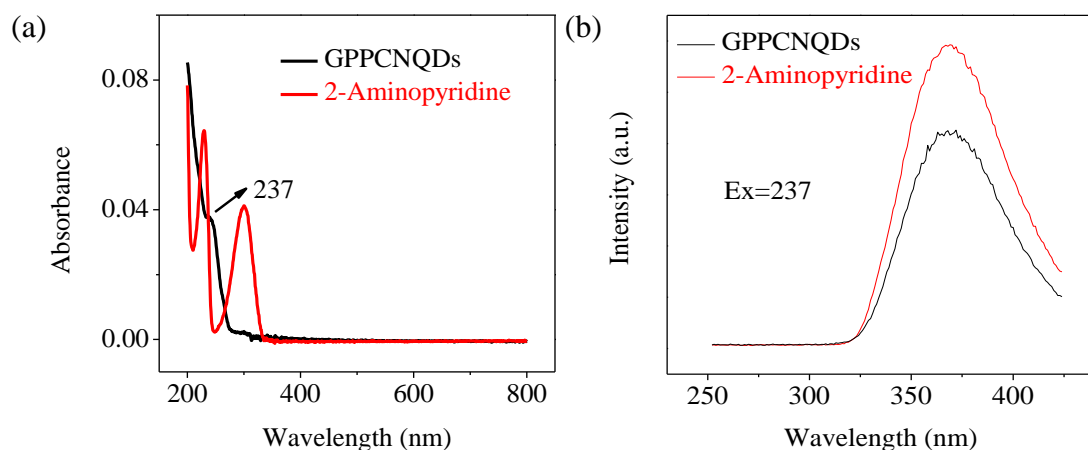 (a)
GPPCNQDs
2-Aminopyridine
237
0.08
0.04
0.00
Absorbance
200
400
600
800
Wavelength (nm)
(b)
GPPCNQDs
2-Aminopyridine
Ex=237
Intensity (a.u.)
250
300
350
400
Wavelength (nm)